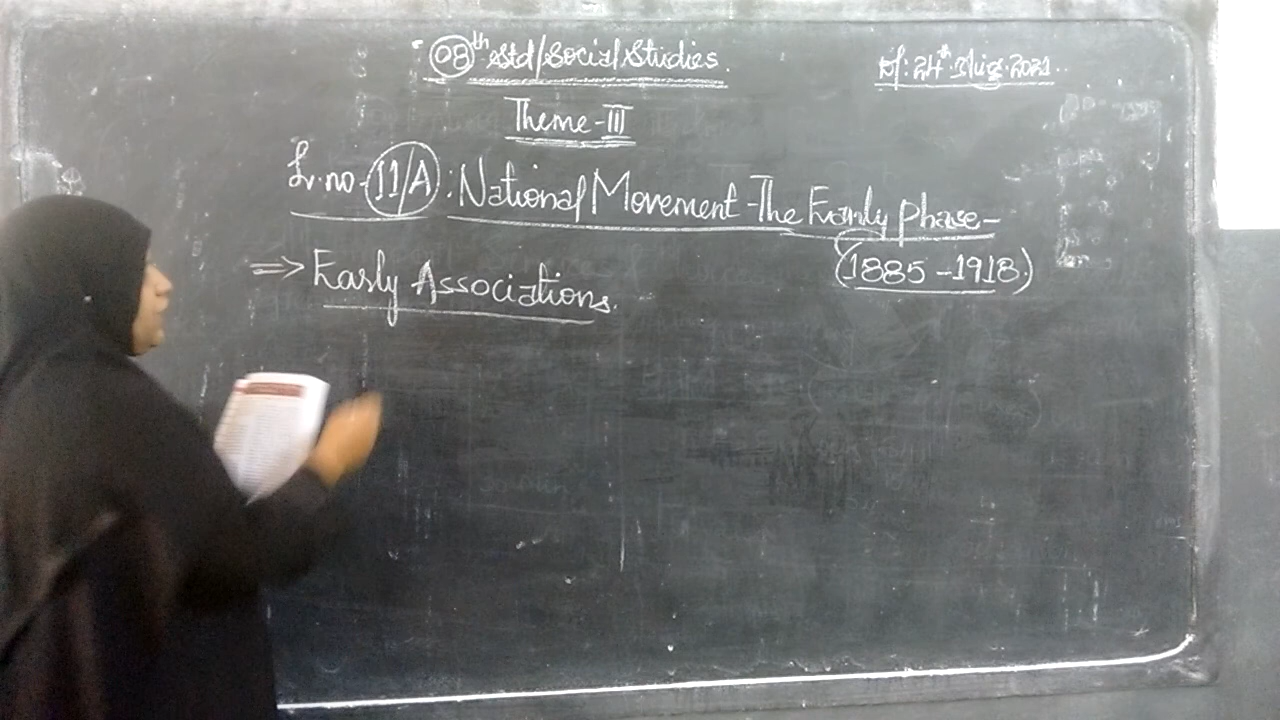 08th Std/Social Studies.
Dt: 24th Aug. 2021..
Theme-III
Lr.no-11/A: National Movement-The Early Phase-
(1885-1918.)
⇒ Early Associations.